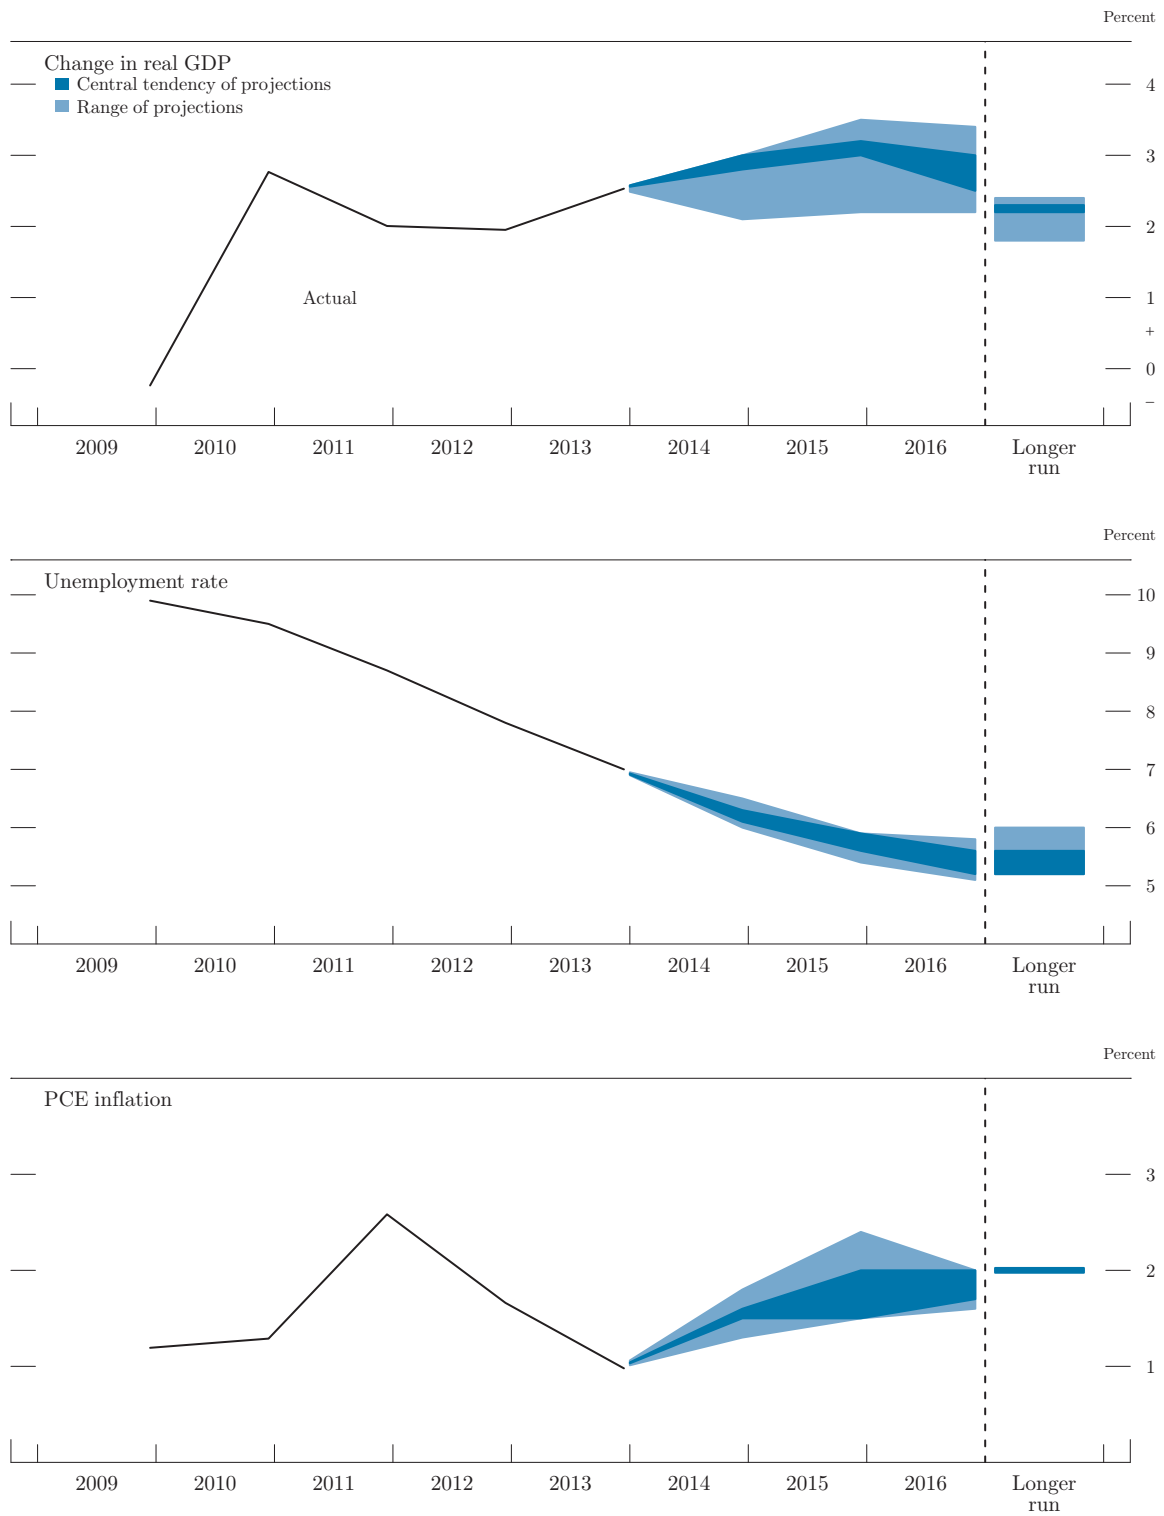 Percent
Change in real GDP
Central tendency of projections
Range of projections
4
3
2
Actual
1
+
0
−
2009 2010 2011 2012 2013 2014 2015 2016 Longer
run
Percent
Unemployment rate
10
9
8
7
6
5
2009 2010 2011 2012 2013 2014 2015 2016 Longer
run
Percent
PCE inflation
3
2
1
2009 2010 2011 2012 2013 2014 2015 2016 Longer
run